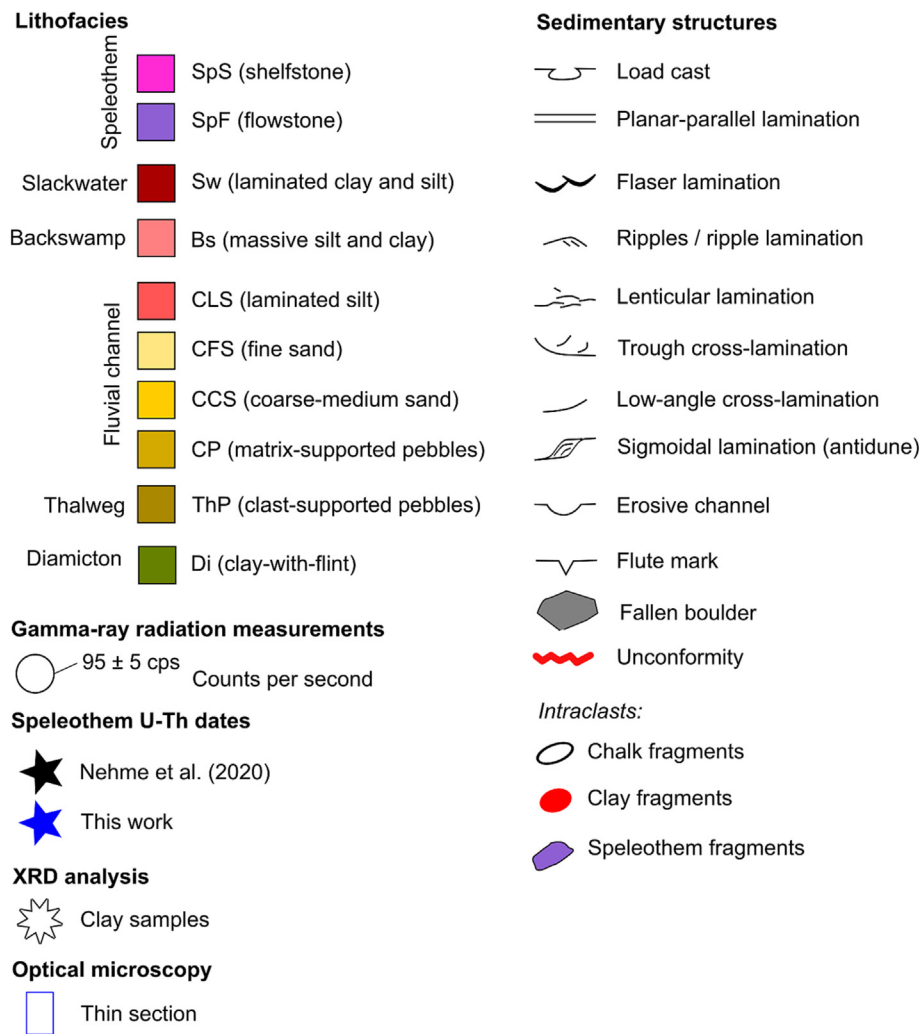 Lithofacies
Speleothem
SpS (shelfstone)
SpF (flowstone)
Slackwater
Sw (laminated clay and silt)
Backswamp
Bs (massive silt and clay)
Fluvial channel
CLS (laminated silt)
CFS (fine sand)
CCS (coarse-medium sand)
CP (matrix-supported pebbles)
Thalweg
ThP (clast-supported pebbles)
Diamicton
Di (clay-with-flint)
Gamma-ray radiation measurements
95 ± 5 cps
Counts per second
Speleothem U-Th dates
Nehme et al. (2020)
This work
XRD analysis
Clay samples
Optical microscopy
Thin section
Sedimentary structures
Load cast
Planar-parallel lamination
Flaser lamination
Ripples / ripple lamination
Lenticular lamination
Trough cross-lamination
Low-angle cross-lamination
Sigmoidal lamination (antidune)
Erosive channel
Flute mark
Fallen boulder
Unconformity
Intraclasts:
Chalk fragments
Clay fragments
Speleothem fragments